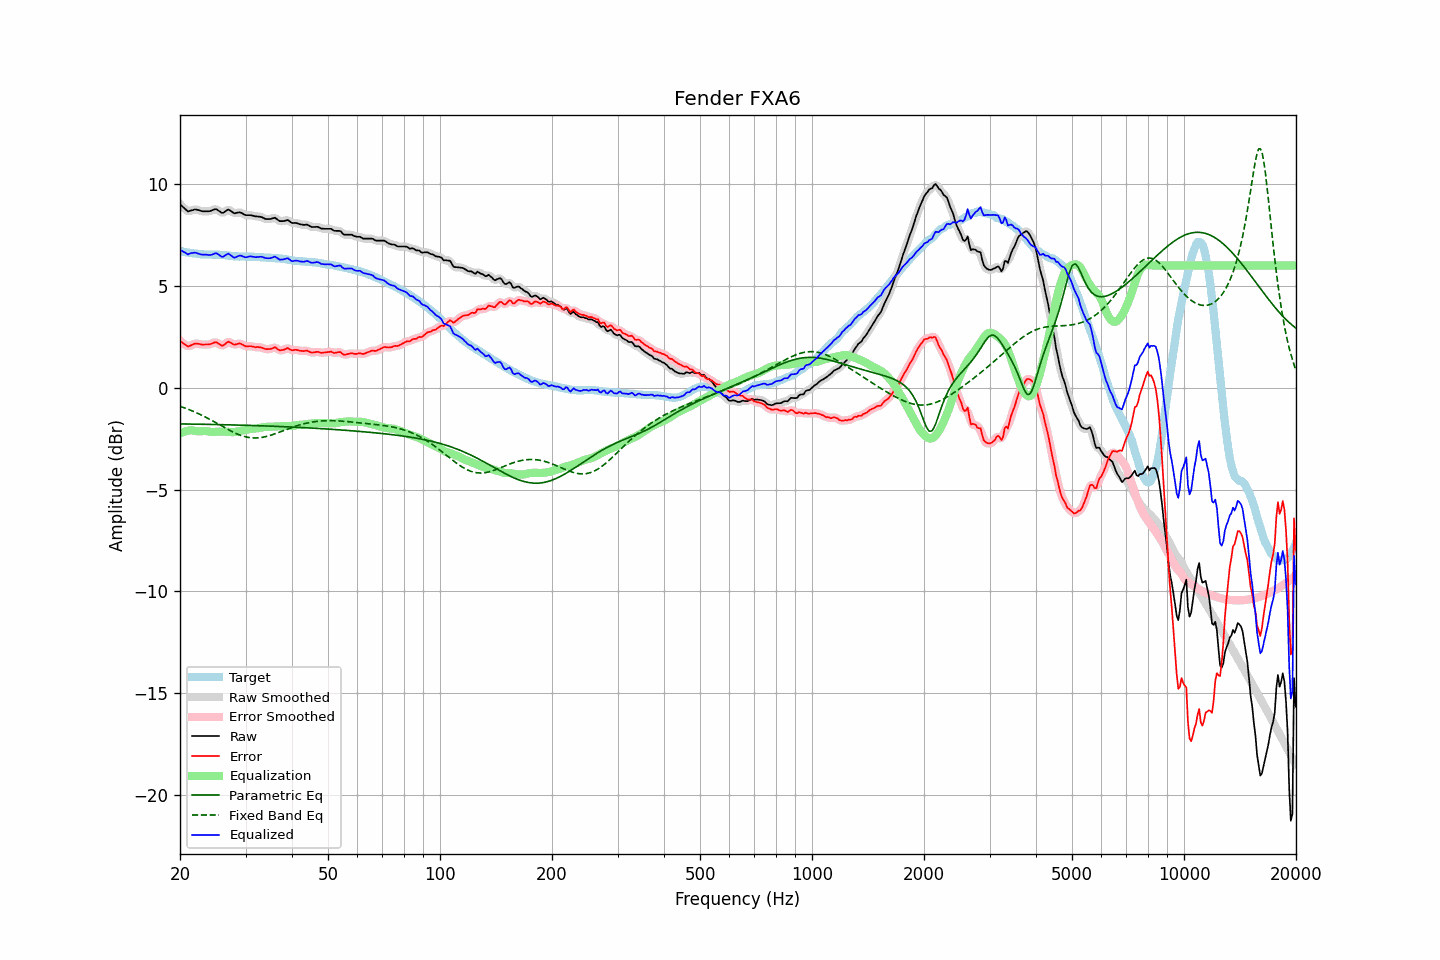 Fender FXA6
Amplitude (dBr)
10
5
0
−5
−10
−15
−20
Target
Raw Smoothed
Error Smoothed
Raw
Error
Equalization
Parametric Eq
Fixed Band Eq
Equalized
20 50 100 200 500 1000 2000 5000 10000 20000
Frequency (Hz)